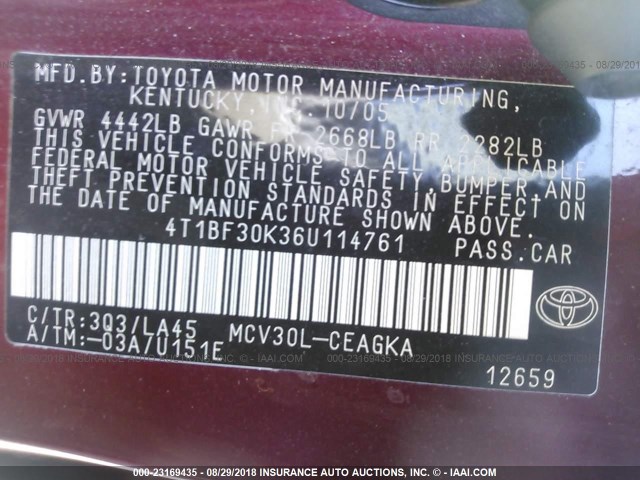 MFD. BY: TOYOTA MOTOR MANUFACTURING,
KENTUCKY, INC. 10/05
GVWR 4442LB GAWR FR 2668LB RR 2282LB
THIS VEHICLE CONFORMS TO ALL APPLICABLE
FEDERAL MOTOR VEHICLE SAFETY, BUMPER AND
THEFT PREVENTION STANDARDS IN EFFECT ON
THE DATE OF MANUFACTURE SHOWN ABOVE.
4T1BF30K36U114761 PASS.CAR
C/TR: 3Q3/LA45 MCV30L-CEAGKA
A/TM: -03A/U151E
12659
000-23169435 - 08/29/2018 INSURANCE AUTO AUCTIONS, INC. - © - IAAI.COM